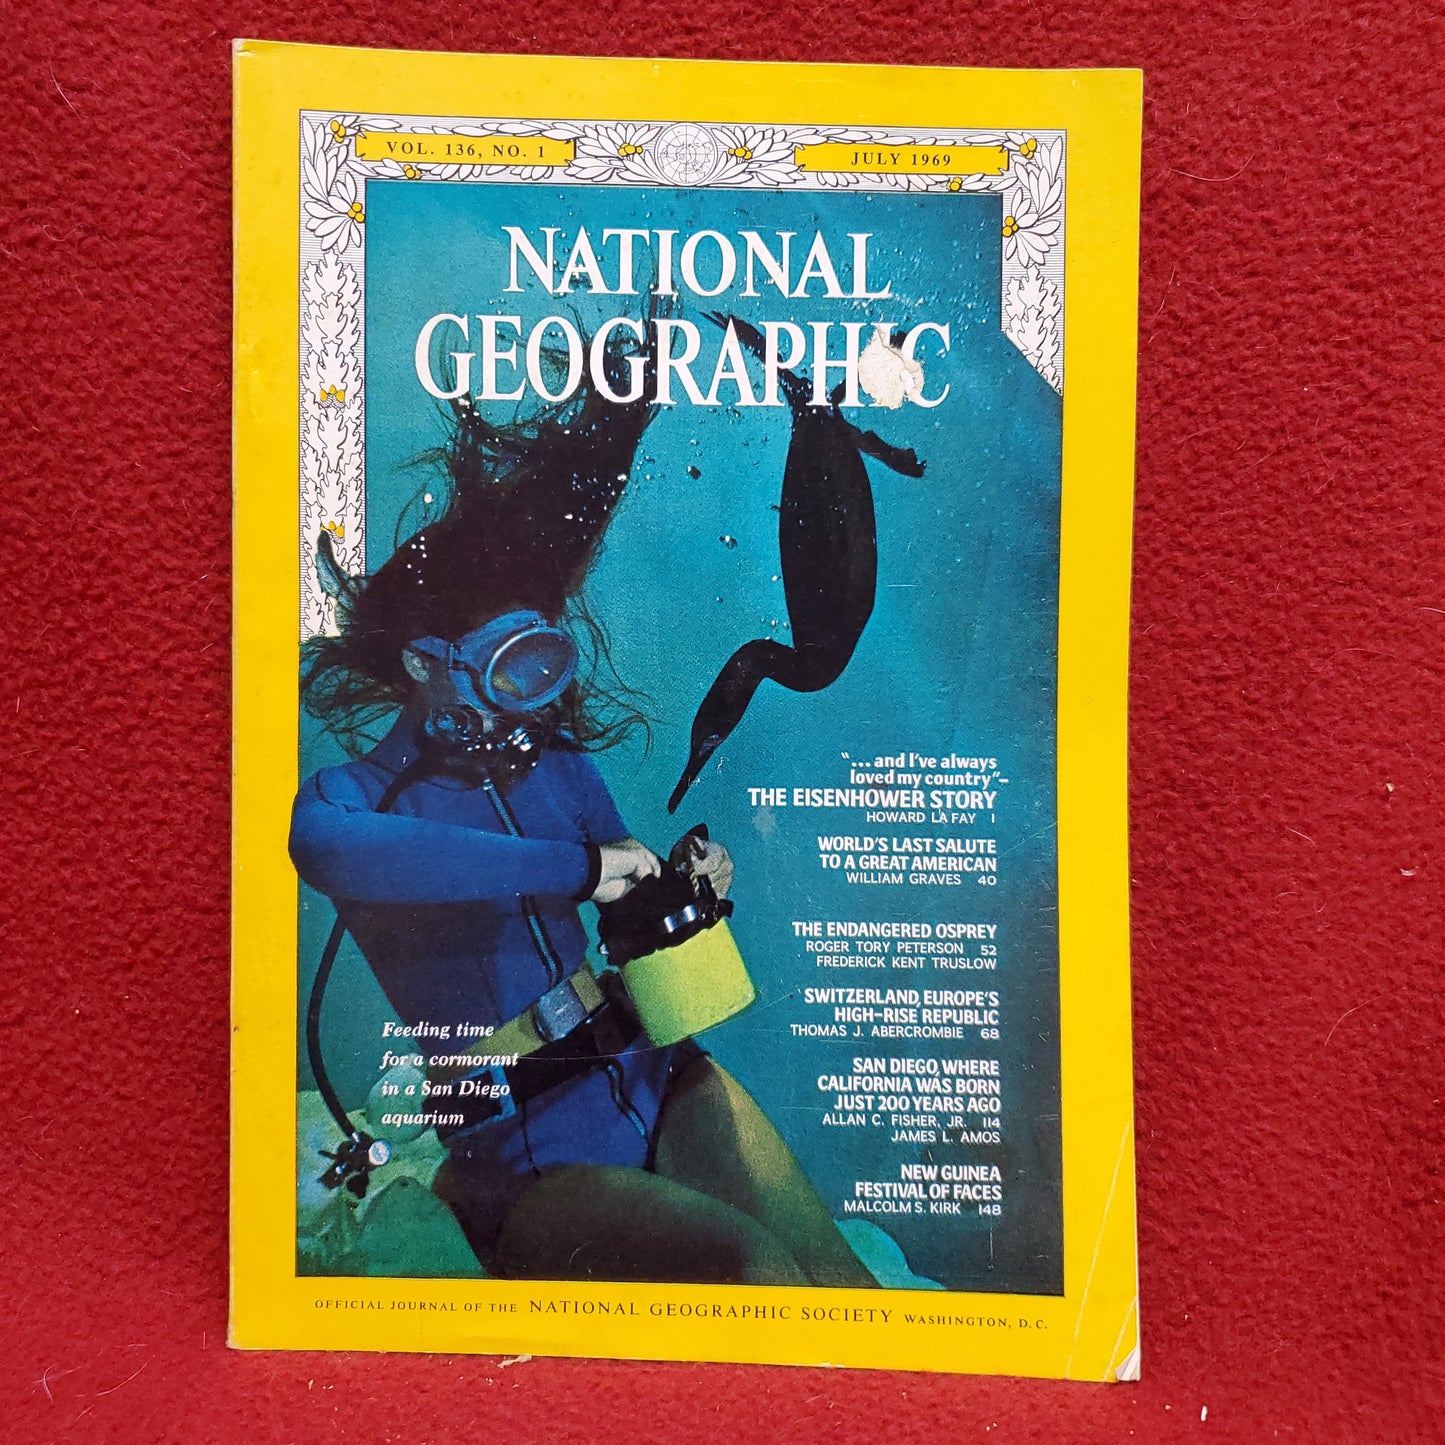 VOL. 136, NO. 1
JULY 1969
NATIONAL
GEOGRAPHIC
"...and I've always
loved my country"–
THE EISENHOWER STORY
HOWARD LA FAY 1
WORLD'S LAST SALUTE
TO A GREAT AMERICAN
WILLIAM GRAVES 40
THE ENDANGERED OSPREY
ROGER TORY PETERSON 52
FREDERICK KENT TRUSLOW
SWITZERLAND, EUROPE'S
HIGH-RISE REPUBLIC
THOMAS J. ABERCROMBIE 68
SAN DIEGO, WHERE
CALIFORNIA WAS BORN
JUST 200 YEARS AGO
ALLAN C. FISHER, JR. 114
JAMES L. AMOS
NEW GUINEA
FESTIVAL OF FACES
MALCOLM S. KIRK 148
Feeding time
for a cormorant
in a San Diego
aquarium
OFFICIAL JOURNAL OF THE NATIONAL GEOGRAPHIC SOCIETY WASHINGTON, D.C.